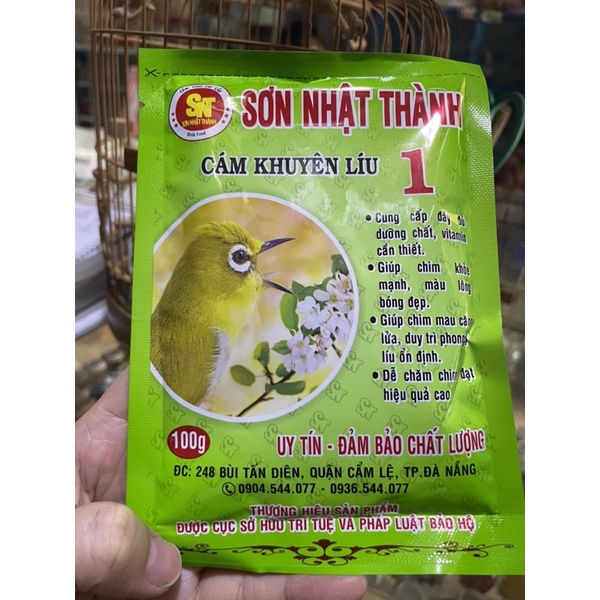 SNT
SƠN NHẬT THÀNH
Bird Food
SƠN NHẬT THÀNH
CÁM KHUYÊN LÍU 1
• Cung cấp đầy đủ
dưỡng chất, vitamin
cần thiết.
• Giúp chim khỏe
mạnh, màu lông
bóng đẹp.
• Giúp chim mau căng
lửa, duy trì phong
líu ổn định.
• Dễ chăm chim đạt
hiệu quả cao
100g
UY TÍN - ĐẢM BẢO CHẤT LƯỢNG
ĐC: 248 BÙI TẤN DIÊN, QUẬN CẨM LỆ, TP.ĐÀ NẴNG
0904.544.077 - 0936.544.077
THƯƠNG HIỆU SẢN PHẨM
ĐƯỢC CỤC SỞ HỮU TRÍ TUỆ VÀ PHÁP LUẬT BẢO HỘ